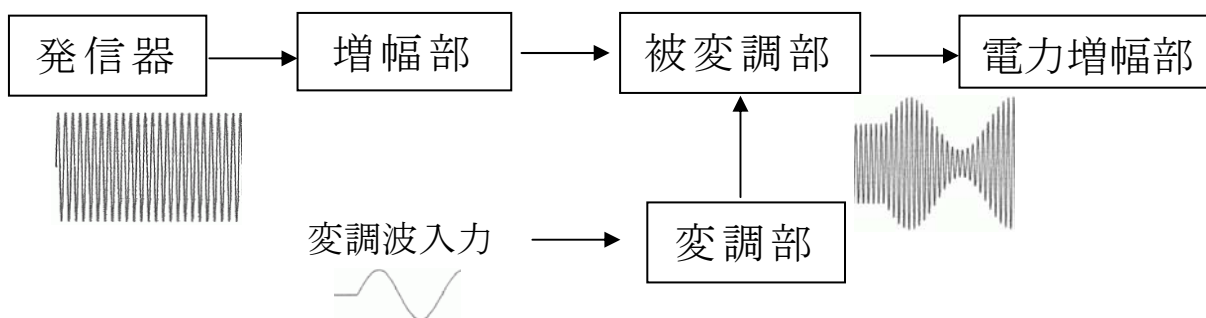 発信器
増幅部
被変調部
電力増幅部
変調波入力
変調部